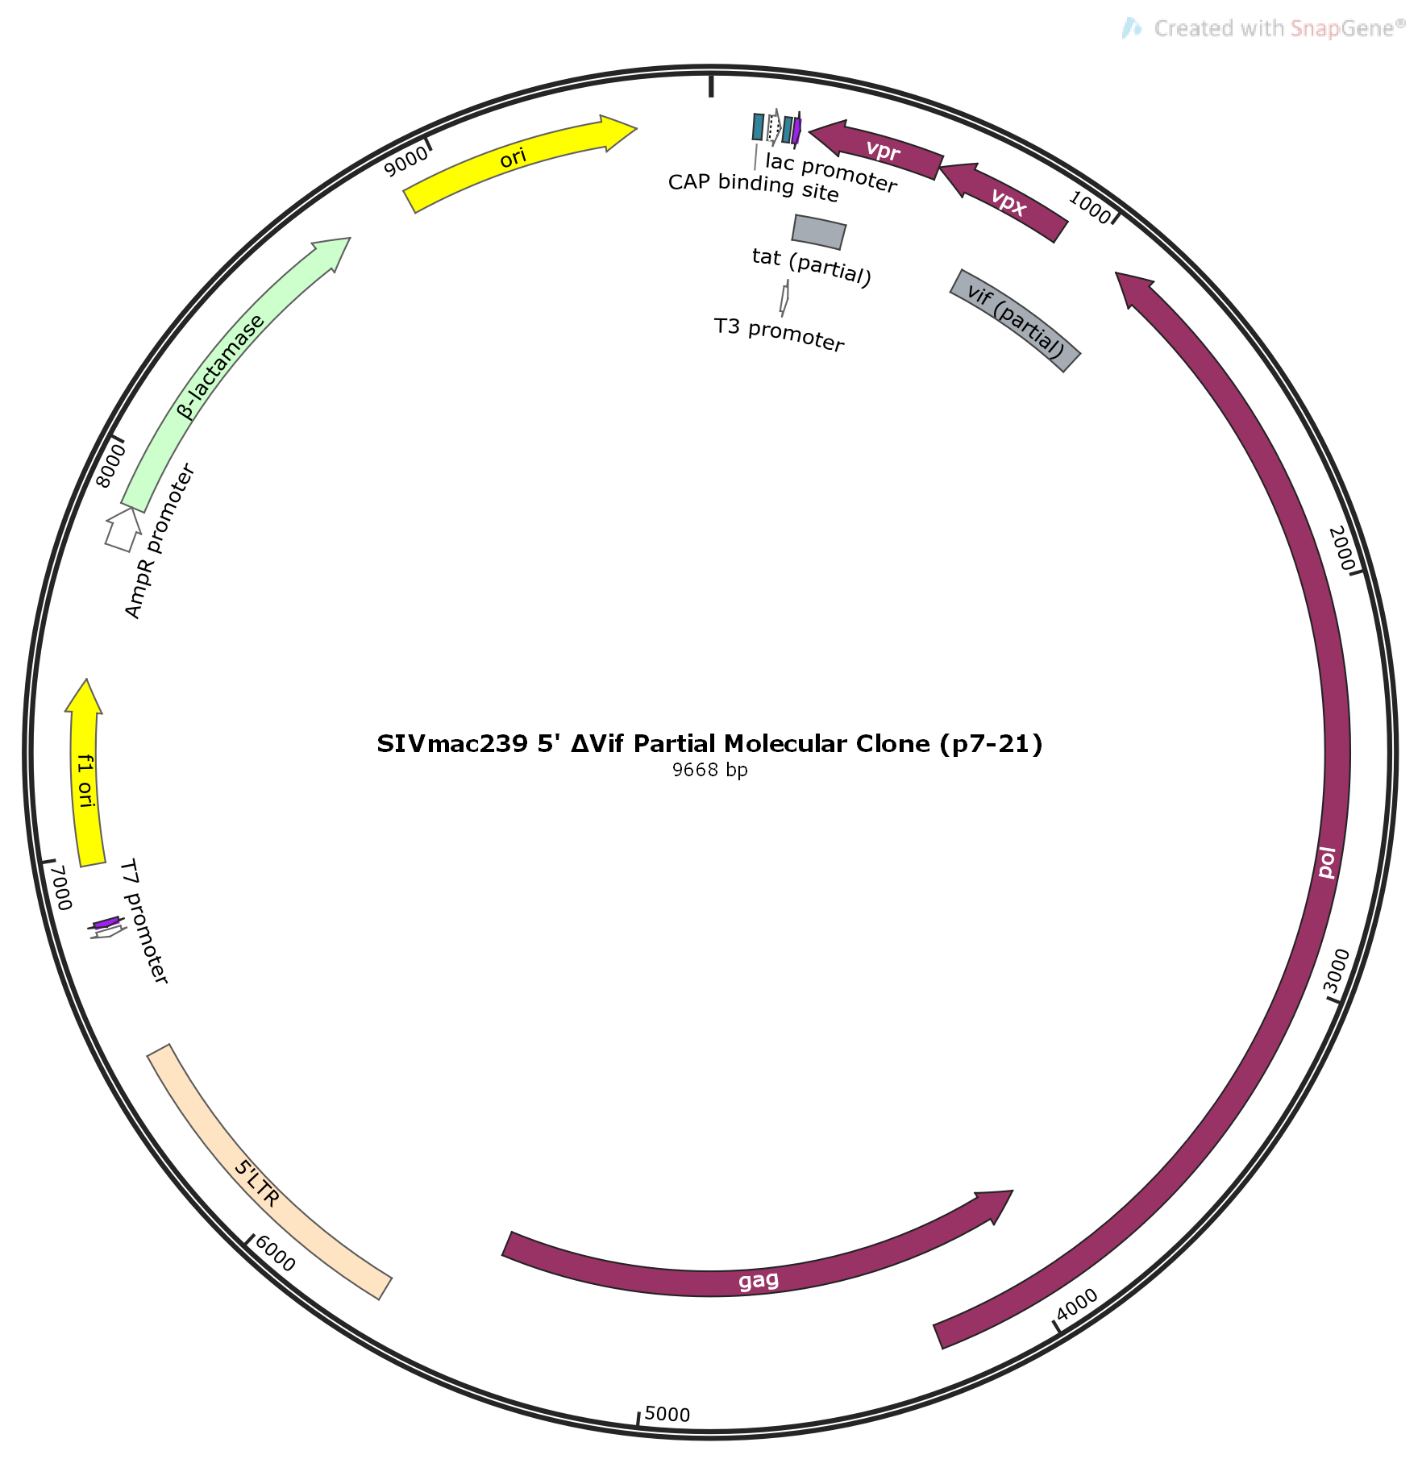 Created with SnapGene®
ori
9000
vpr
lac promoter
CAP binding site
vpx
1000
tat (partial)
T3 promoter
vif (partial)
β-lactamase
8000
AmpR promoter
2000
SIVmac239 5' ΔVif Partial Molecular Clone (p7-21)
9668 bp
f1 ori
pol
7000
T7 promoter
3000
5'LTR
6000
gag
4000
5000